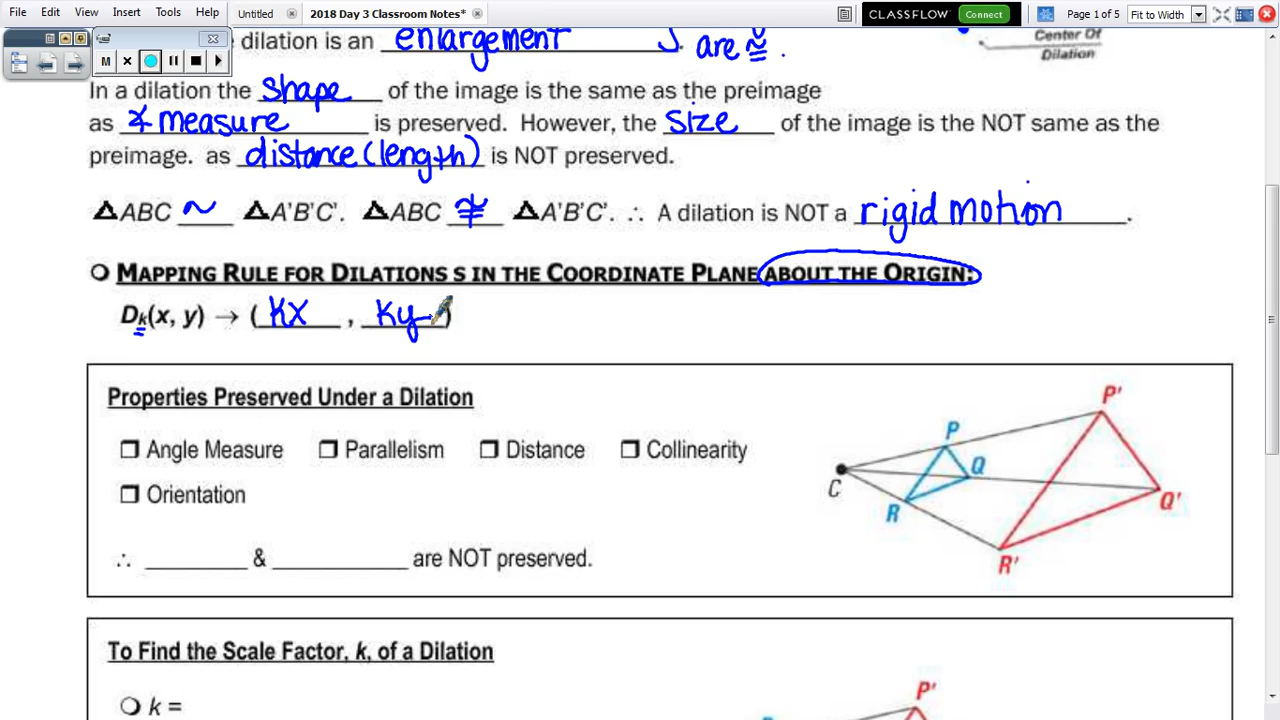 File Edit View Insert Tools Help Untitled 2018 Day 3 Classroom Notes* CLASSFLOW Connect Page 1 of 5 Fit to Width
e dilation is an enlargement are ≅. Center Of
Dilation
In a dilation the shape of the image is the same as the preimage
as ∡ measure is preserved. However, the size of the image is the NOT same as the
preimage. as distance (length) is NOT preserved.
△ABC ~ △A'B'C'. △ABC ≇ △A'B'C'. ∴ A dilation is NOT a rigid motion.
MAPPING RULE FOR DILATIONS S IN THE COORDINATE PLANE ABOUT THE ORIGIN:
Dk(x, y) → (kx, ky)
Properties Preserved Under a Dilation
❒ Angle Measure ❒ Parallelism ❒ Distance ❒ Collinearity
❒ Orientation
∴ ________ & ___________ are NOT preserved.
P'
P
Q
C
R
Q'
R'
To Find the Scale Factor, k, of a Dilation
k =
P'